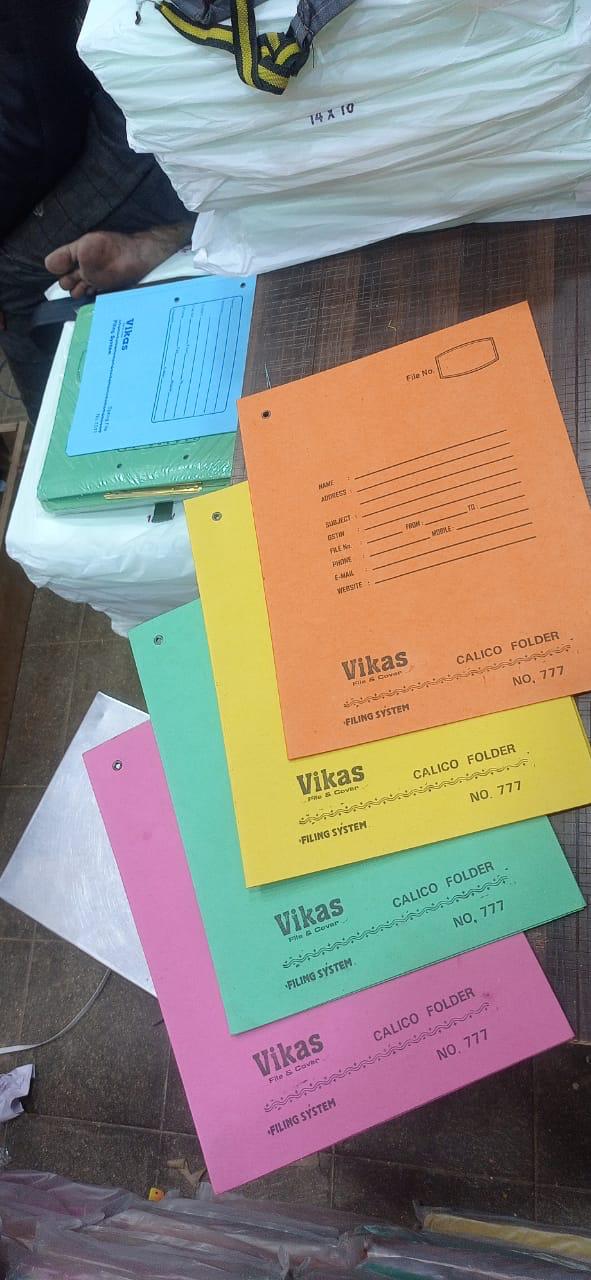 14 X 10
Vikas
Filing System
File No.
NAME :
ADDRESS :
SUBJECT :
GSTIN :
FILE No. : FROM : TO :
PHONE : MOBILE :
E-MAIL :
WEBSITE :
Vikas CALICO FOLDER
File & Cover NO. 777
FILING SYSTEM
Vikas CALICO FOLDER
File & Cover NO. 777
FILING SYSTEM
Vikas CALICO FOLDER
File & Cover NO. 777
FILING SYSTEM
Vikas CALICO FOLDER
File & Cover NO. 777
FILING SYSTEM